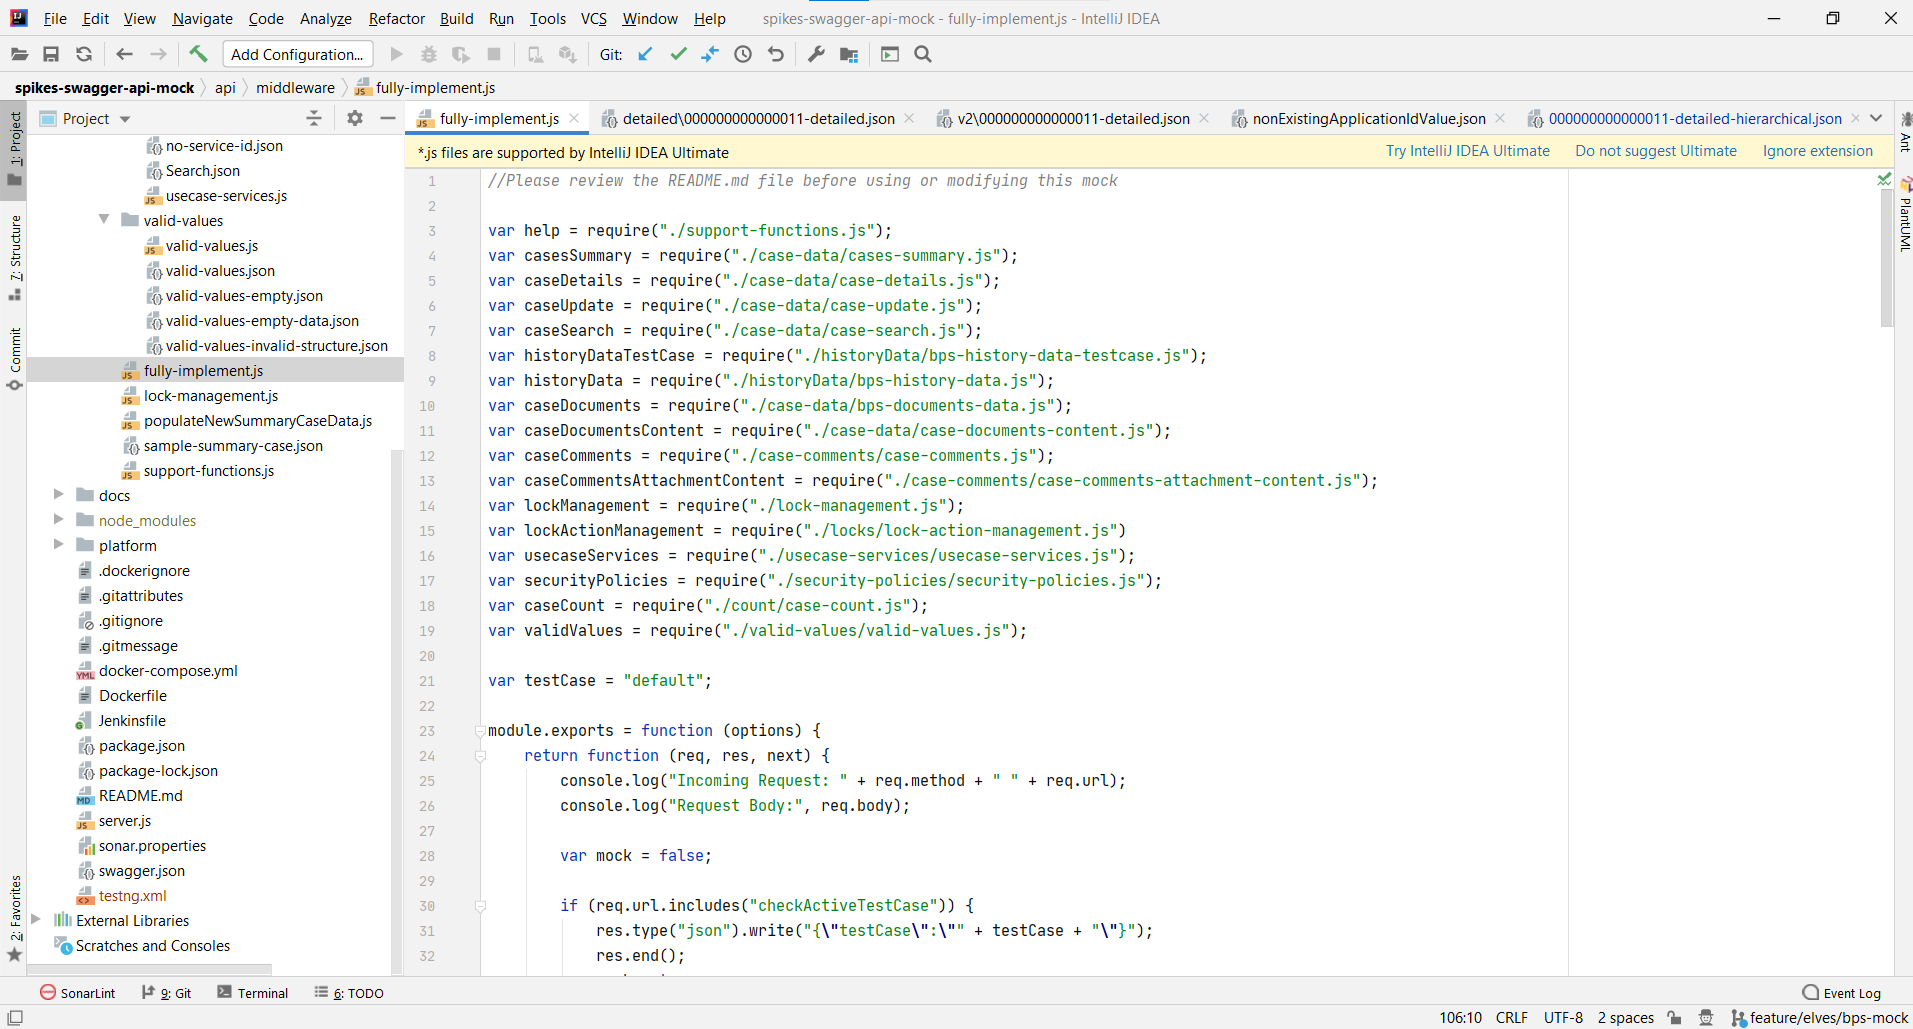 File Edit View Navigate Code Analyze Refactor Build Run Tools VCS Window Help spikes-swagger-api-mock - fully-implement.js - IntelliJ IDEA
Add Configuration... Git:
spikes-swagger-api-mock api middleware fully-implement.js
1: Project
7: Structure
Commit
2: Favorites
Project
no-service-id.json
Search.json
usecase-services.js
valid-values
valid-values.js
valid-values.json
valid-values-empty.json
valid-values-empty-data.json
valid-values-invalid-structure.json
fully-implement.js
lock-management.js
populateNewSummaryCaseData.js
sample-summary-case.json
support-functions.js
docs
node_modules
platform
.dockerignore
.gitattributes
.gitignore
.gitmessage
docker-compose.yml
Dockerfile
Jenkinsfile
package.json
package-lock.json
README.md
server.js
sonar.properties
swagger.json
testng.xml
External Libraries
Scratches and Consoles
fully-implement.js detailed\000000000000011-detailed.json v2\000000000000011-detailed.json nonExistingApplicationIdValue.json 000000000000011-detailed-hierarchical.json
*.js files are supported by IntelliJ IDEA Ultimate Try IntelliJ IDEA Ultimate Do not suggest Ultimate Ignore extension
1 //Please review the README.md file before using or modifying this mock
2
3 var help = require("./support-functions.js");
4 var casesSummary = require("./case-data/cases-summary.js");
5 var caseDetails = require("./case-data/case-details.js");
6 var caseUpdate = require("./case-data/case-update.js");
7 var caseSearch = require("./case-data/case-search.js");
8 var historyDataTestCase = require("./historyData/bps-history-data-testcase.js");
9 var historyData = require("./historyData/bps-history-data.js");
10 var caseDocuments = require("./case-data/bps-documents-data.js");
11 var caseDocumentsContent = require("./case-data/case-documents-content.js");
12 var caseComments = require("./case-comments/case-comments.js");
13 var caseCommentsAttachmentContent = require("./case-comments/case-comments-attachment-content.js");
14 var lockManagement = require("./lock-management.js");
15 var lockActionManagement = require("./locks/lock-action-management.js")
16 var usecaseServices = require("./usecase-services/usecase-services.js");
17 var securityPolicies = require("./security-policies/security-policies.js");
18 var caseCount = require("./count/case-count.js");
19 var validValues = require("./valid-values/valid-values.js");
20
21 var testCase = "default";
22
23 module.exports = function (options) {
24 return function (req, res, next) {
25 console.log("Incoming Request: " + req.method + " " + req.url);
26 console.log("Request Body:", req.body);
27
28 var mock = false;
29
30 if (req.url.includes("checkActiveTestCase")) {
31 res.type("json").write("{\"testCase\":\"" + testCase + "\"}");
32 res.end();
Ant
PlantUML
SonarLint 9: Git Terminal 6: TODO Event Log
106:10 CRLF UTF-8 2 spaces feature/elves/bps-mock